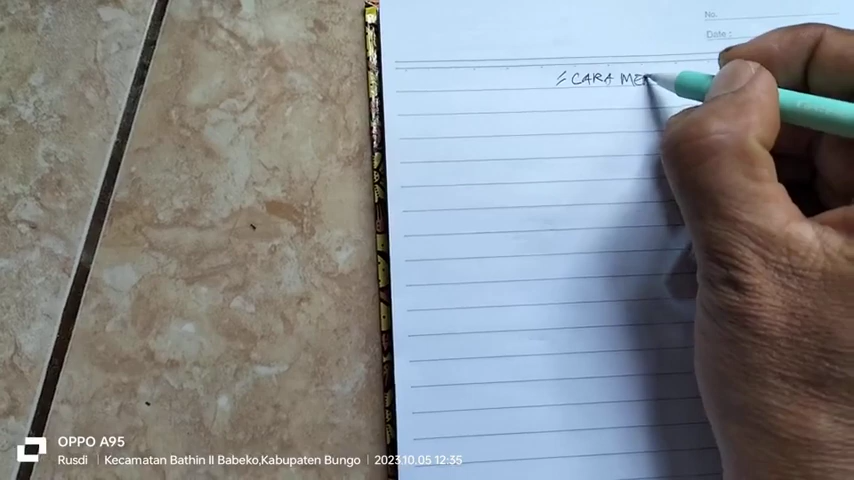 No.
Date :
= CARA ME
OPPO A95
Rusdi | Kecamatan Bathin II Babeko,Kabupaten Bungo | 2023.10.05 12:35